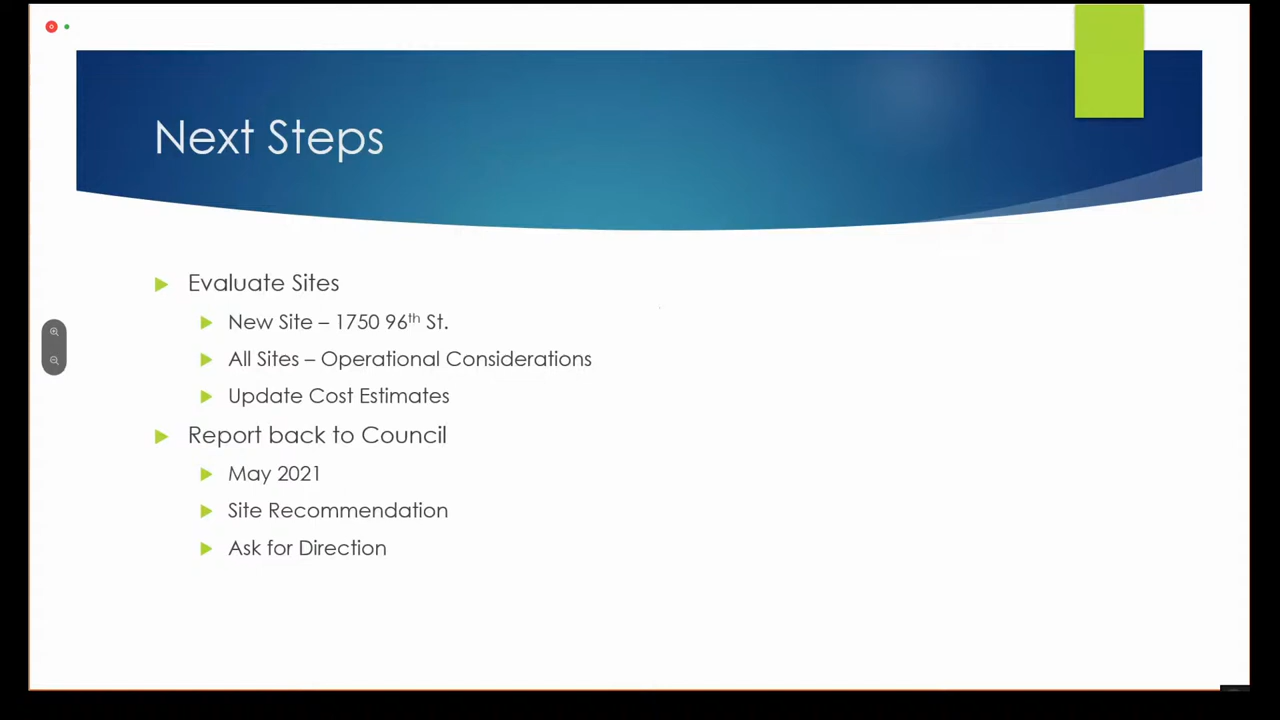 Next Steps
Evaluate Sites
New Site – 1750 96th St.
All Sites – Operational Considerations
Update Cost Estimates
Report back to Council
May 2021
Site Recommendation
Ask for Direction